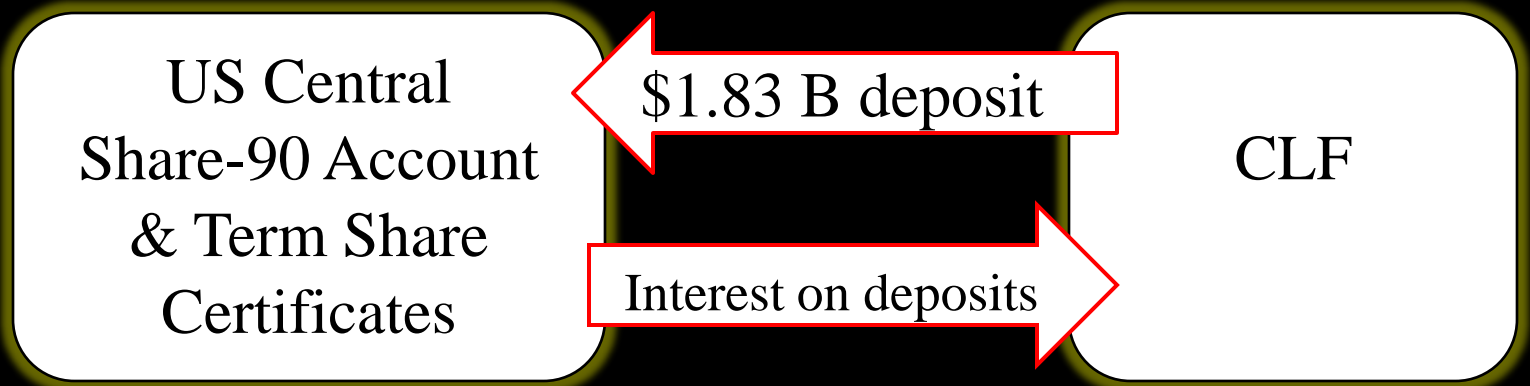 US Central
Share-90 Account
& Term Share
Certificates
$1.83 B deposit
Interest on deposits
CLF